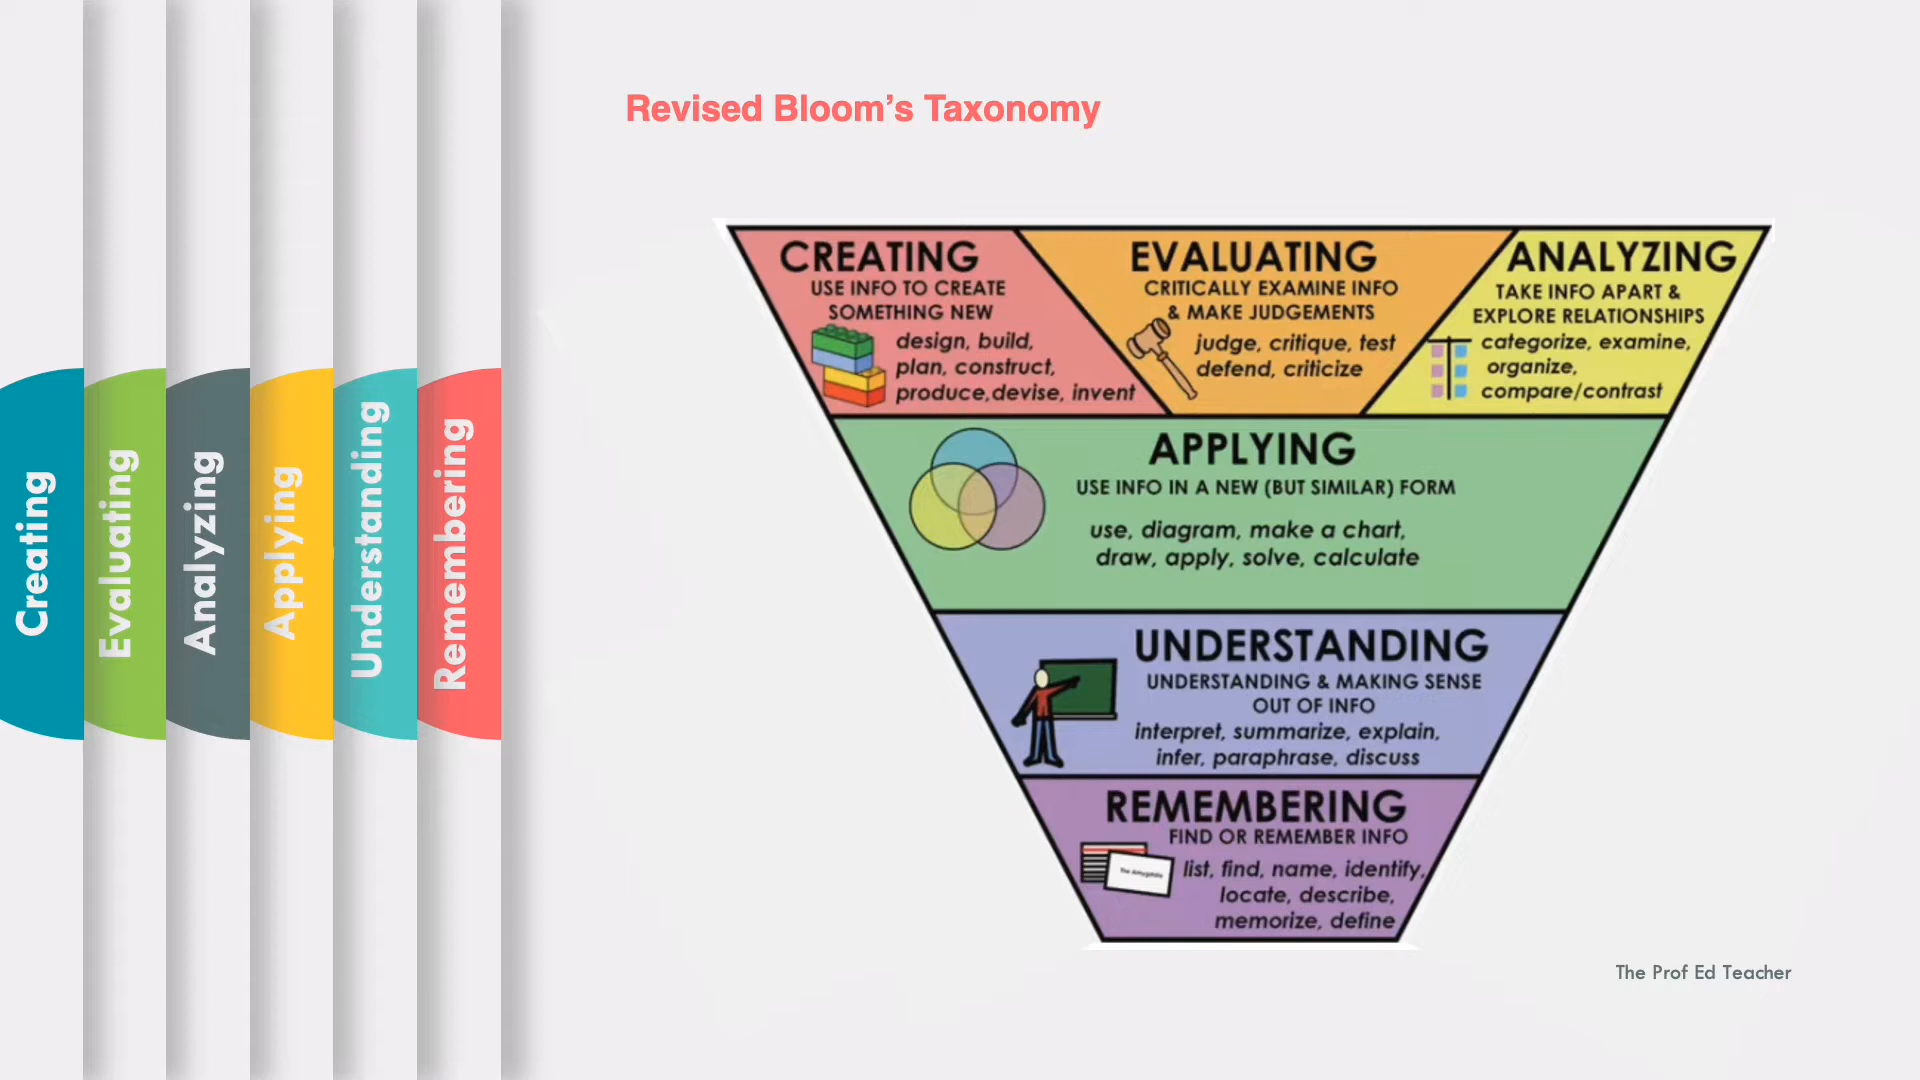 Creating
Evaluating
Analyzing
Applying
Understanding
Remembering
Revised Bloom's Taxonomy
CREATING
USE INFO TO CREATE
SOMETHING NEW
design, build,
plan, construct,
produce,devise, invent
EVALUATING
CRITICALLY EXAMINE INFO
& MAKE JUDGEMENTS
judge, critique, test
defend, criticize
ANALYZING
TAKE INFO APART &
EXPLORE RELATIONSHIPS
categorize, examine,
organize,
compare/contrast
APPLYING
USE INFO IN A NEW (BUT SIMILAR) FORM
use, diagram, make a chart,
draw, apply, solve, calculate
UNDERSTANDING
UNDERSTANDING & MAKING SENSE
OUT OF INFO
interpret, summarize, explain,
infer, paraphrase, discuss
REMEMBERING
FIND OR REMEMBER INFO
The Amygdala
list, find, name, identify,
locate, describe,
memorize, define
The Prof Ed Teacher